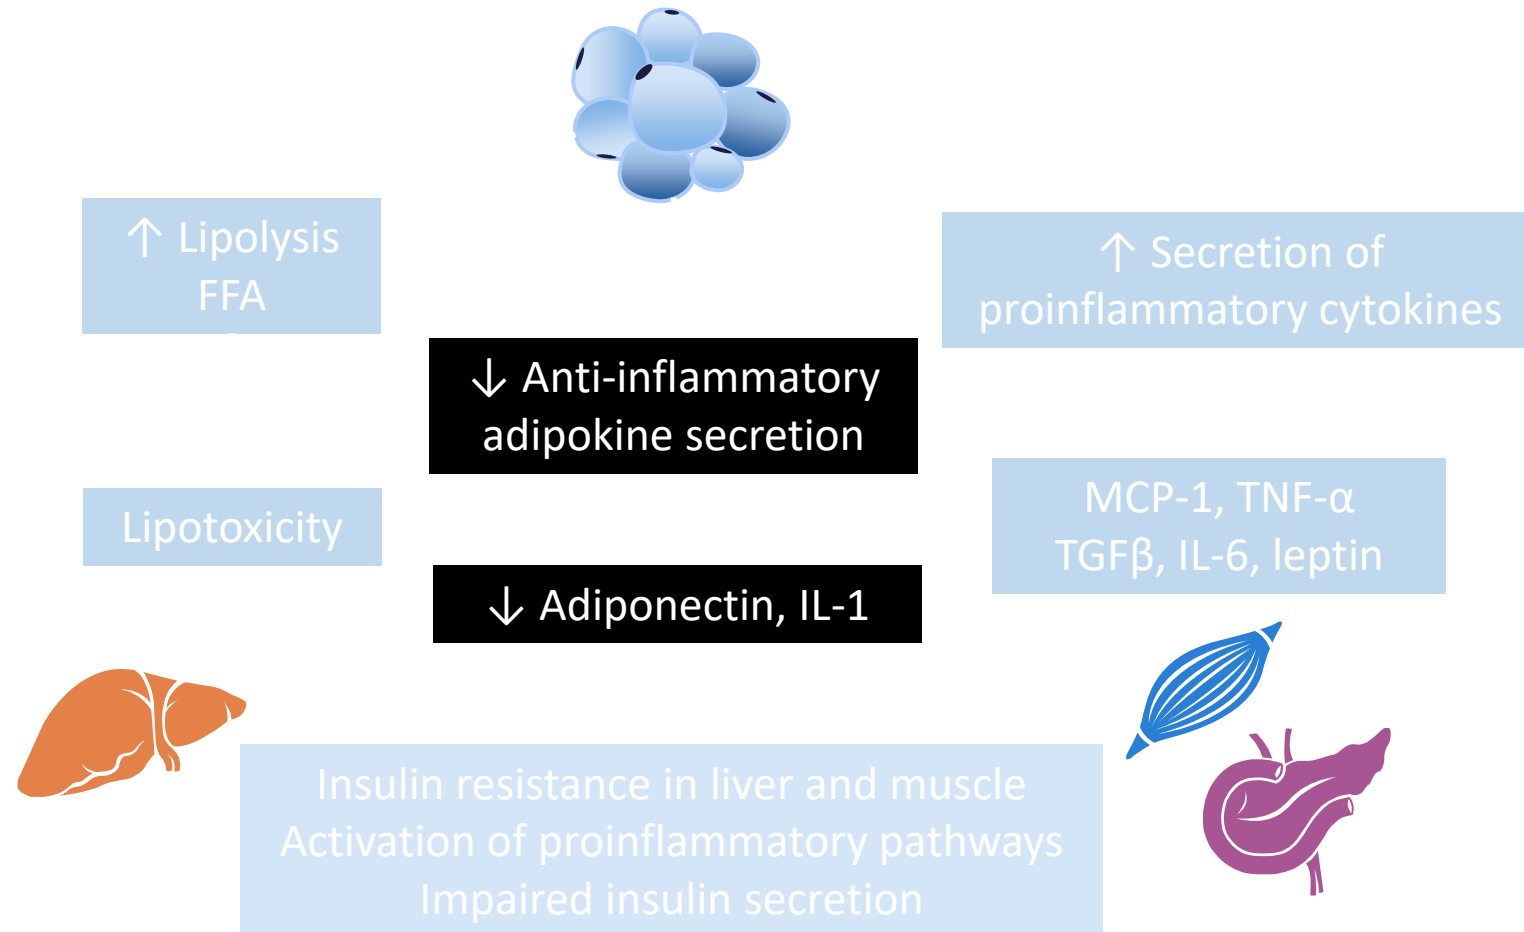 ↑ Lipolysis
FFA
↑ Secretion of
proinflammatory cytokines
↓ Anti-inflammatory
adipokine secretion
Lipotoxicity
MCP-1, TNF-α
TGFβ, IL-6, leptin
↓ Adiponectin, IL-1
Insulin resistance in liver and muscle
Activation of proinflammatory pathways
Impaired insulin secretion